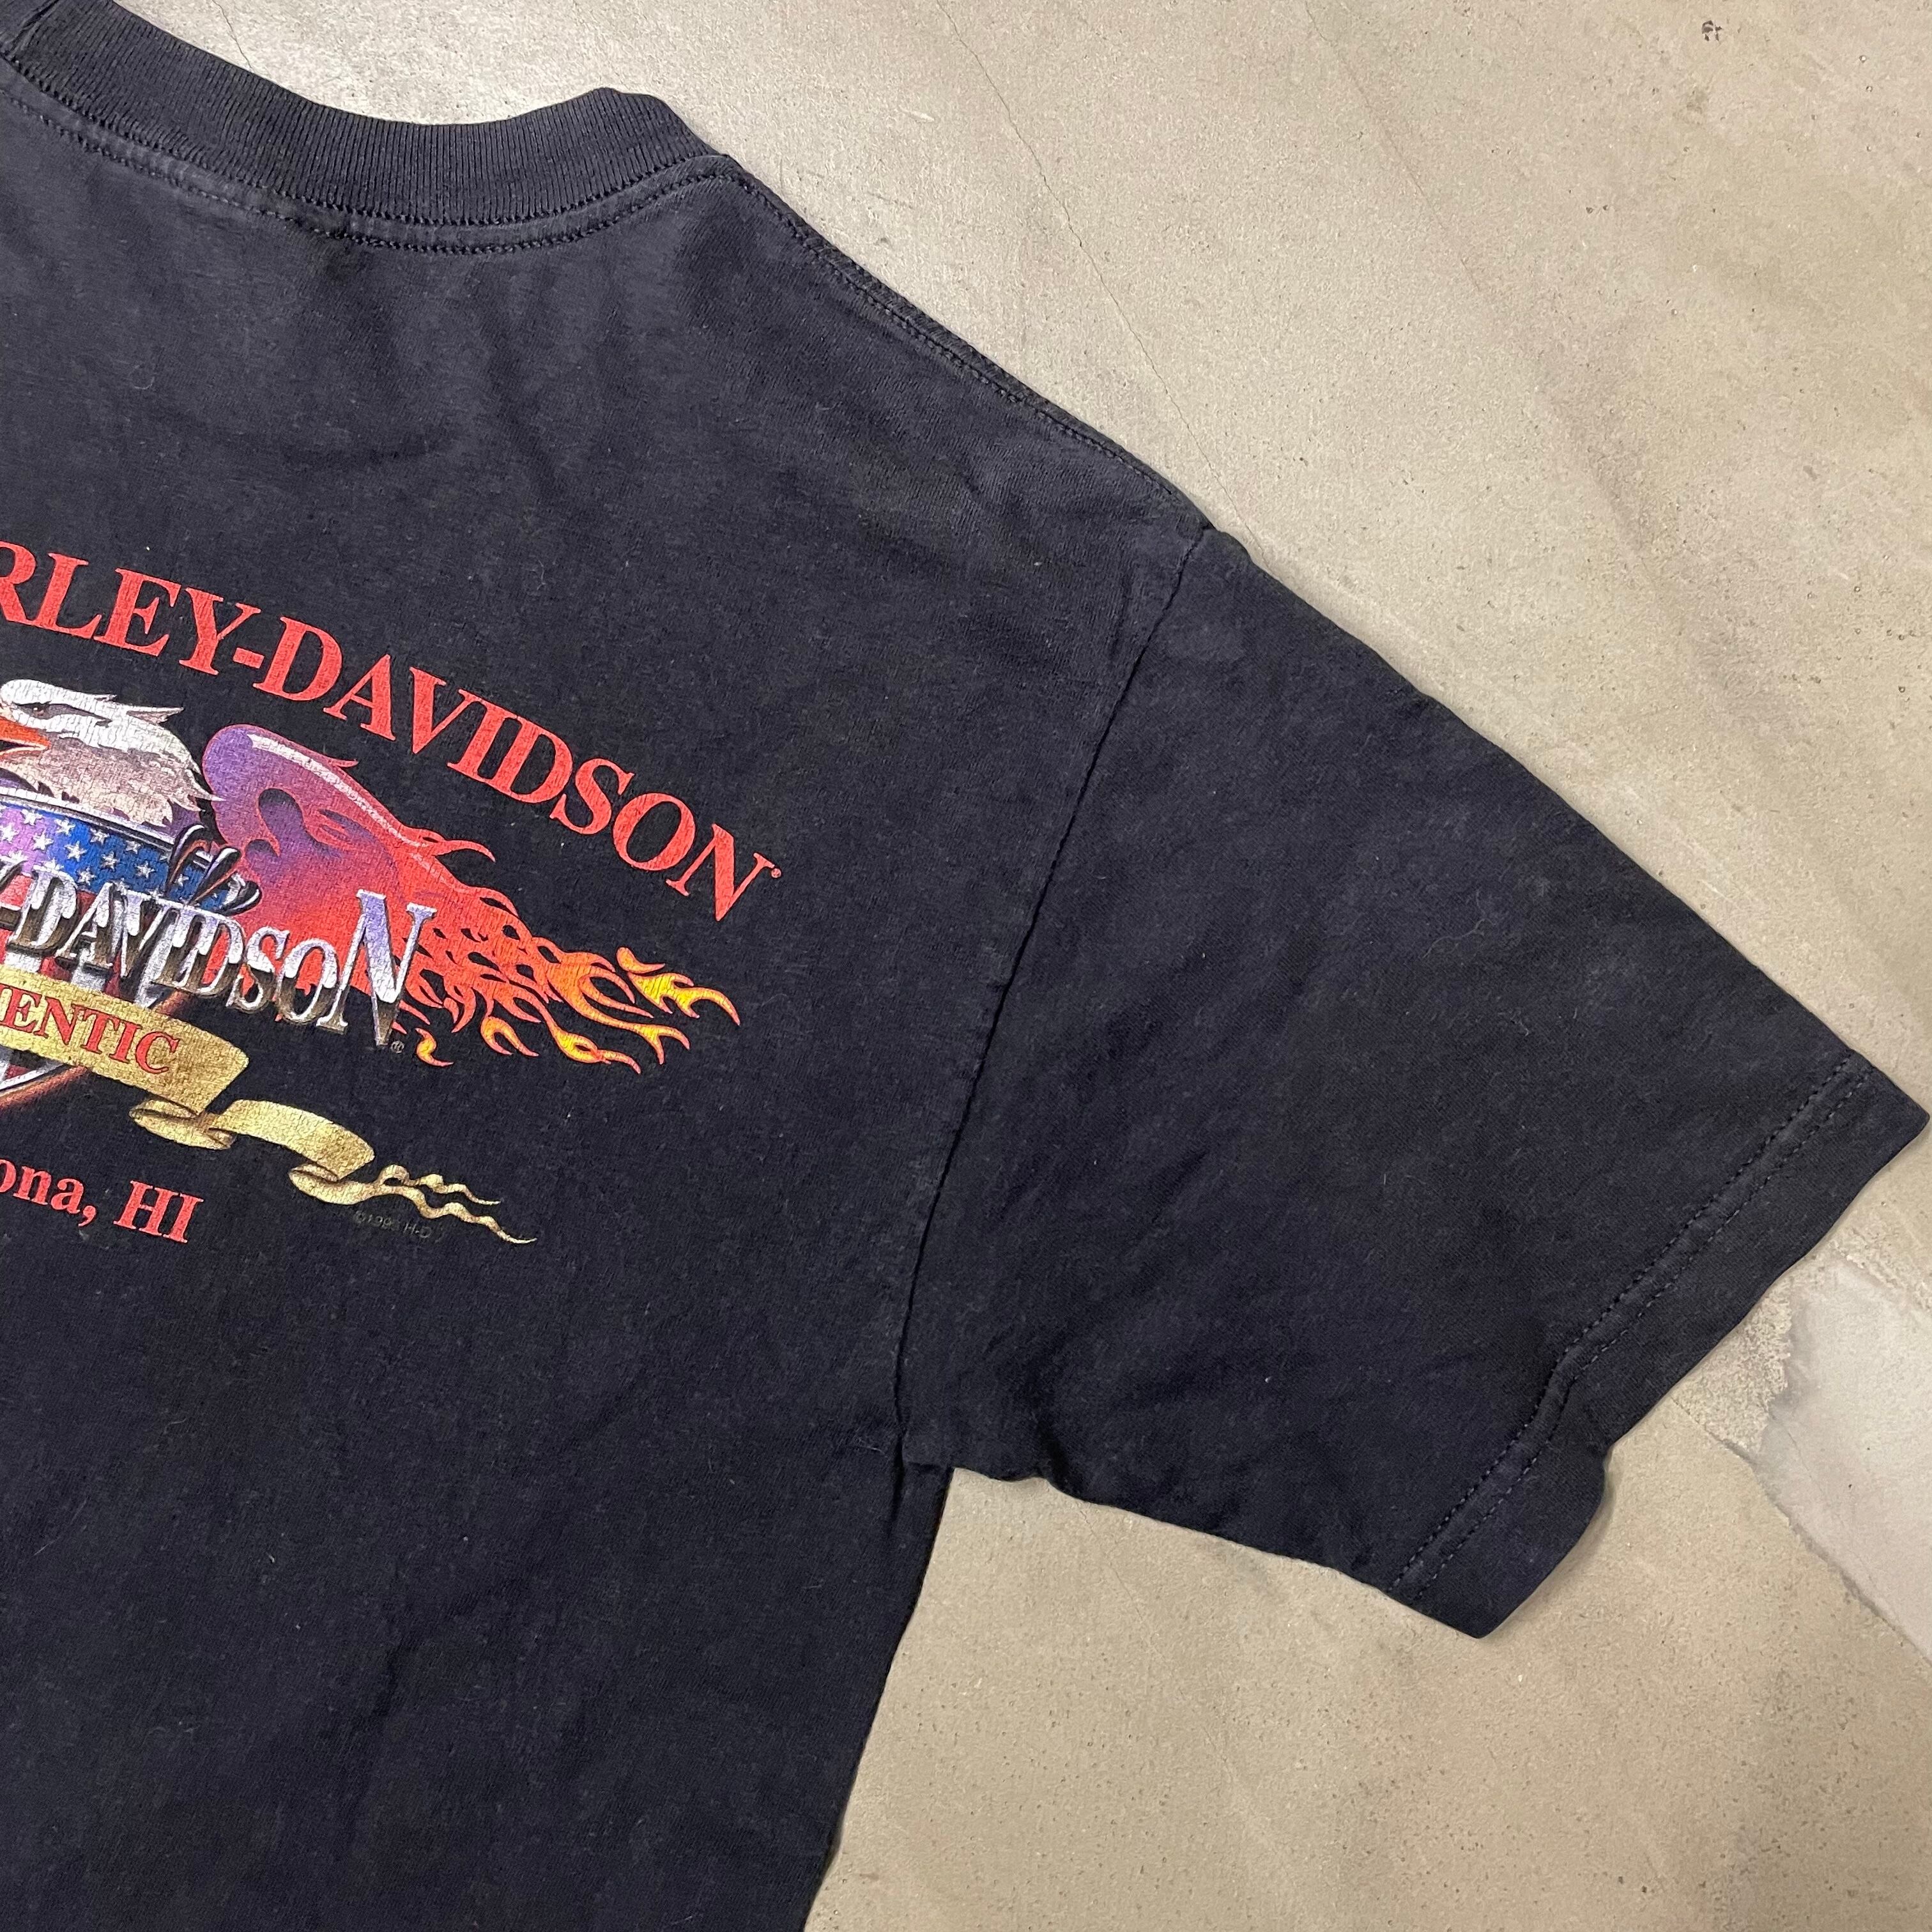 RLEY-DAVIDSON®
Y-DAVIDSON®
ENTIC
ona, HI
H-D